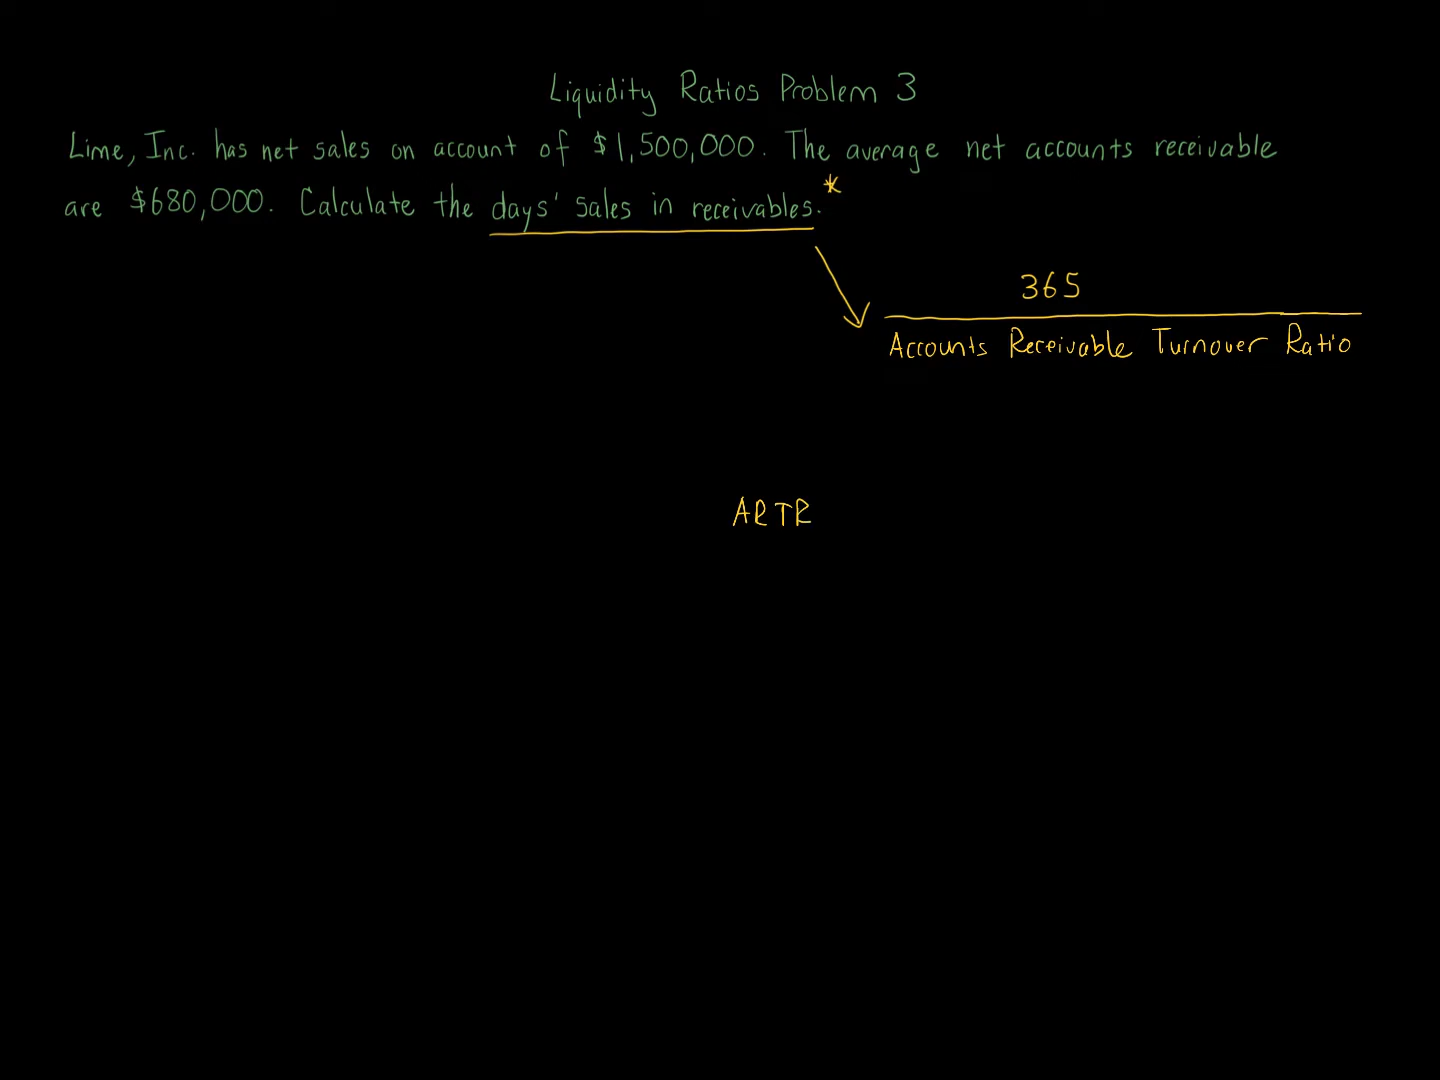 Liquidity Ratios Problem 3
Lime, Inc. has net sales on account of $1,500,000. The average net accounts receivable
are $680,000. Calculate the days' sales in receivables.*
365
Accounts Receivable Turnover Ratio
ARTR